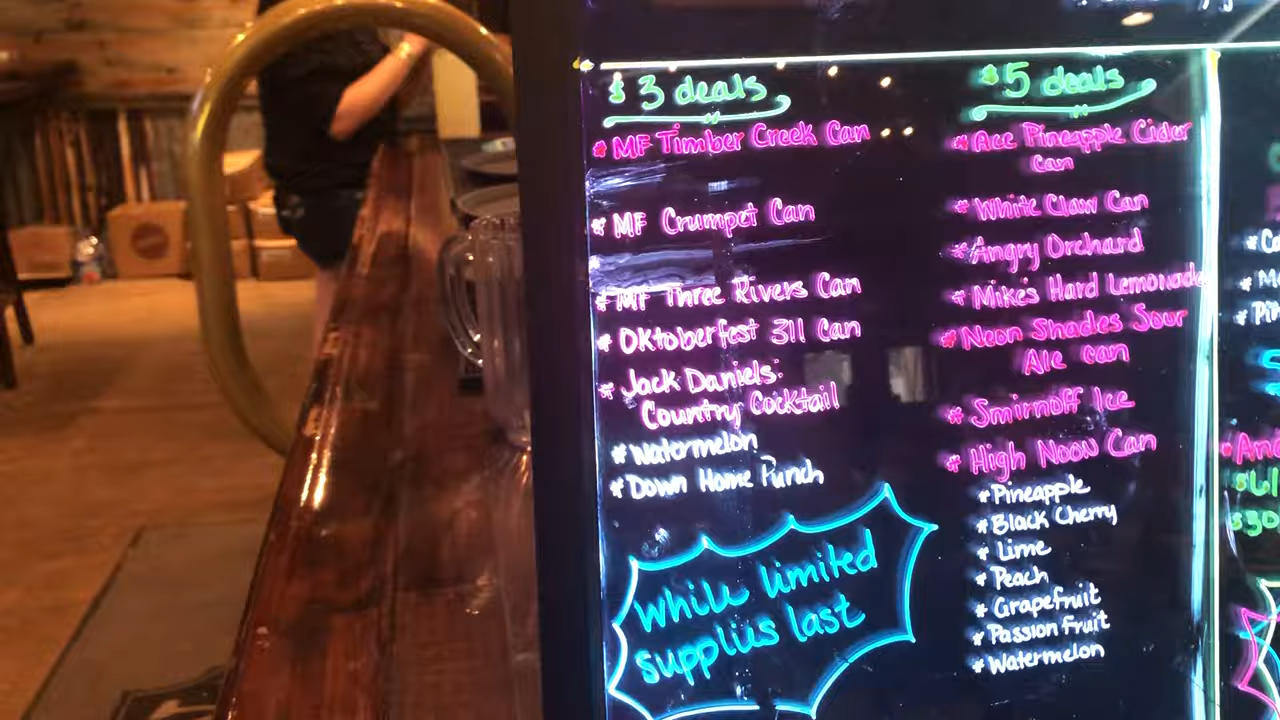 $3 deals
* MF Timber Creek Can
* MF Crumpet Can
* MF Three Rivers Can
* Oktoberfest 311 Can
* Jack Daniels:
Country Cocktail
* Watermelon
* Down Home Punch
While limited
supplies last
$5 deals
* Ace Pineapple Cider
Can
* White Claw Can
* Angry Orchard
* Mike's Hard Lemonade
* Neon Shades Sour
Ale can
* Smirnoff Ice
* High Noon Can
* Pineapple
* Black Cherry
* Lime
* Peach
* Grapefruit
* Passion Fruit
* Watermelon